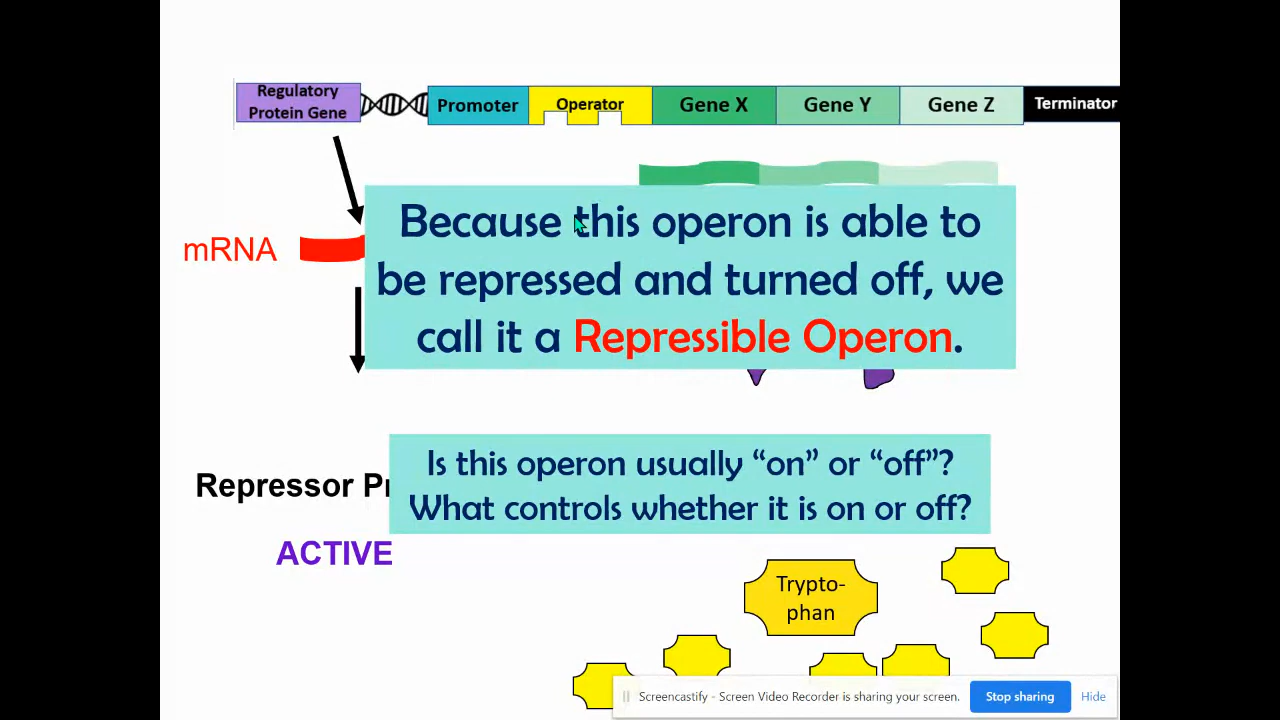 Regulatory
Protein Gene
Promoter
Operator
Gene X
Gene Y
Gene Z
Terminator
mRNA
Because this operon is able to
be repressed and turned off, we
call it a Repressible Operon.
Is this operon usually “on” or “off”?
What controls whether it is on or off?
Repressor Pr
ACTIVE
Trypto-
phan
Screencastify - Screen Video Recorder is sharing your screen.
Stop sharing
Hide